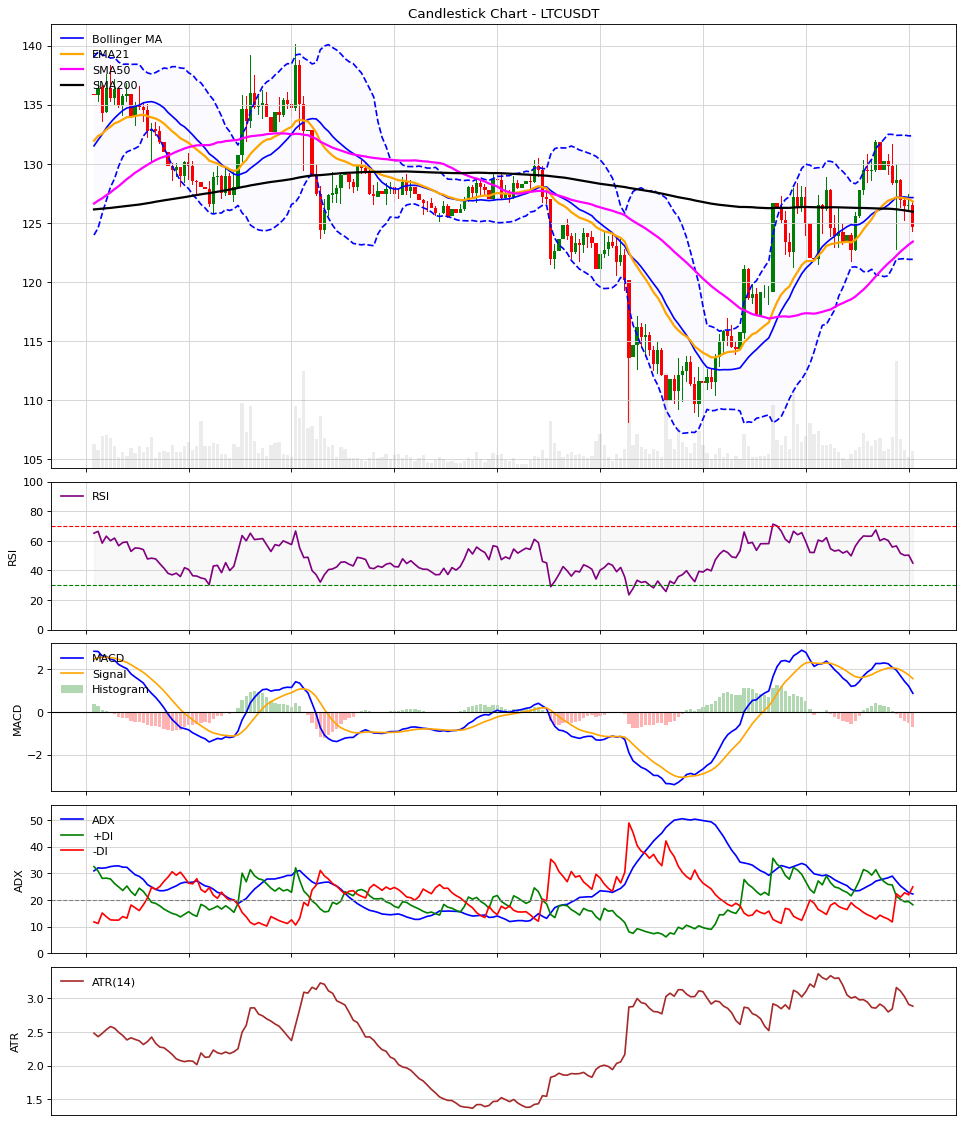 Candlestick Chart - LTCUSDT
Bollinger MA
EMA21
SMA50
SMA200
140
135
130
125
120
115
110
105
RSI
100
80
60
40
20
0
RSI
MACD
Signal
Histogram
2
0
−2
MACD
ADX
+DI
-DI
50
40
30
20
10
0
ADX
ATR(14)
3.0
2.5
2.0
1.5
ATR